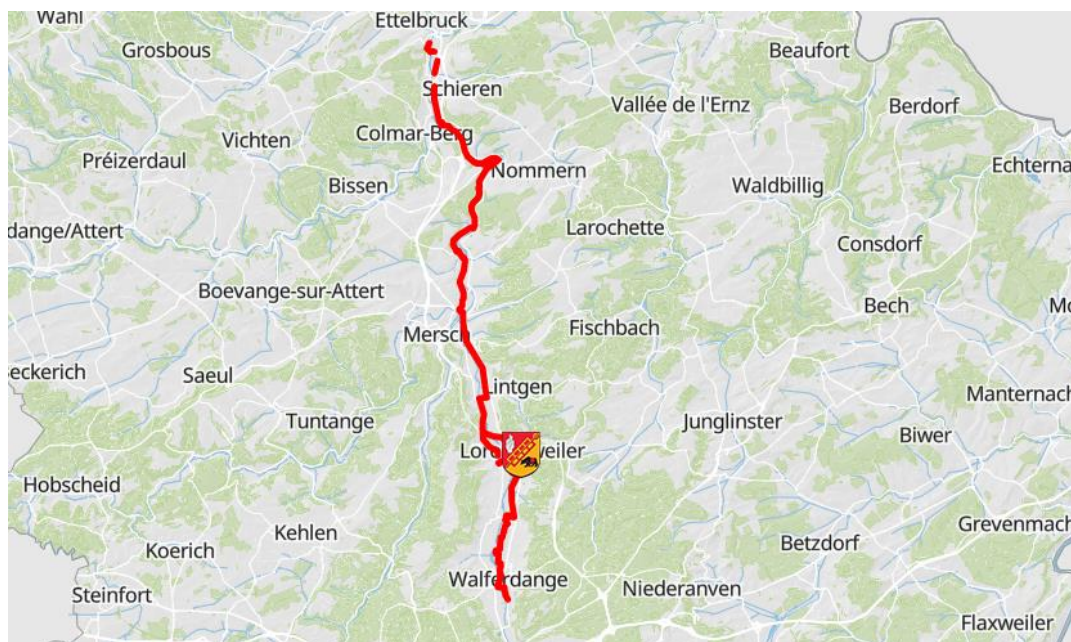 Wahl
Ettelbruck
Grosbous
Beaufort
Schieren
Vallée de l'Ernz
Berdorf
Vichten
Colmar-Berg
Préizerdaul
Nommern
Echterna
Bissen
Waldbillig
dange/Attert
Larochette
Consdorf
Boevange-sur-Attert
Bech
Mersch
Fischbach
eckerich
Saeul
Lintgen
Manternach
Tuntange
Junglinster
Biwer
weiler
Hobscheid
Kehlen
Grevenmach
Koerich
Betzdorf
Walferdange
Steinfort
Niederanven
Flaxweiler